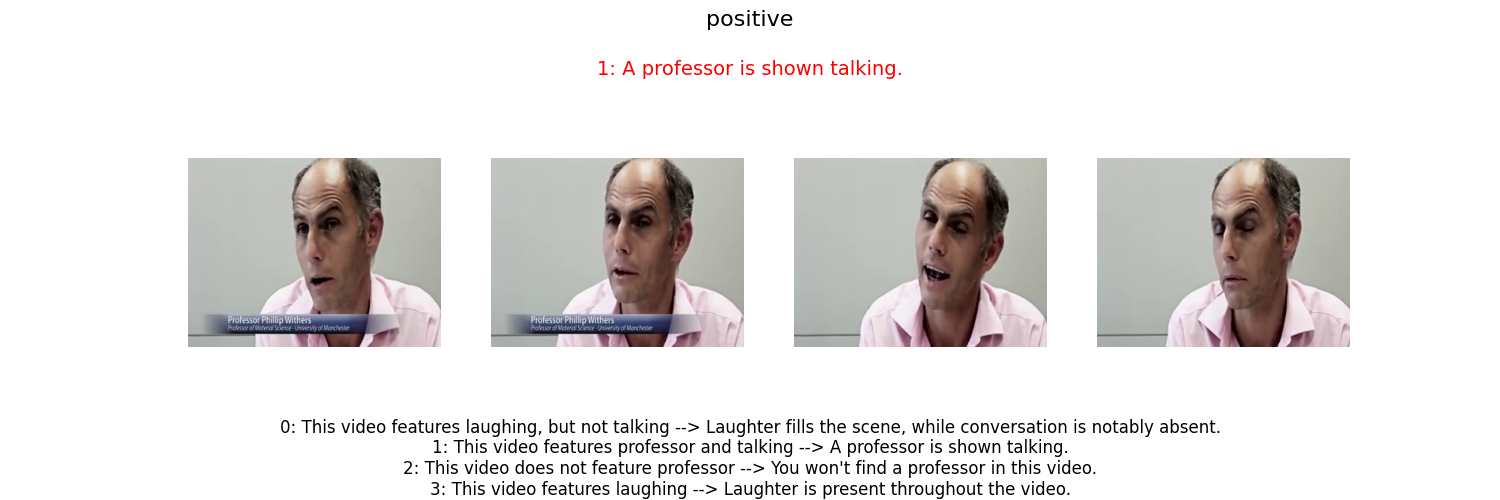 positive
1: A professor is shown talking.
Professor Phillip Withers
Professor of Material Science - University of Manchester
Professor Phillip Withers
Professor of Material Science - University of Manchester
0: This video features laughing, but not talking --> Laughter fills the scene, while conversation is notably absent.
1: This video features professor and talking --> A professor is shown talking.
2: This video does not feature professor --> You won't find a professor in this video.
3: This video features laughing --> Laughter is present throughout the video.